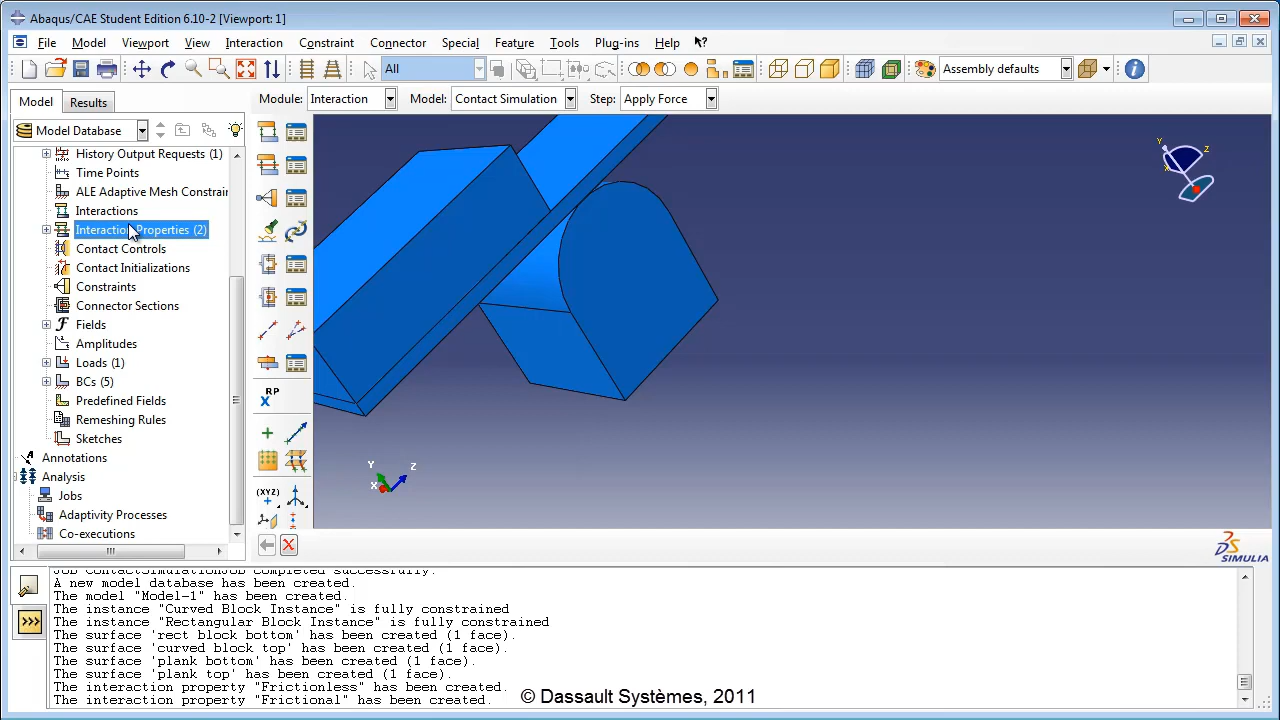 Abaqus/CAE Student Edition 6.10-2 [Viewport: 1]
File Model Viewport View Interaction Constraint Connector Special Feature Tools Plug-ins Help
All Assembly defaults
Model Results Module: Interaction Model: Contact Simulation Step: Apply Force
Model Database
History Output Requests (1)
Time Points
ALE Adaptive Mesh Constrain
Interactions
Interaction Properties (2)
Contact Controls
Contact Initializations
Constraints
Connector Sections
Fields
Amplitudes
Loads (1)
BCs (5)
Predefined Fields
Remeshing Rules
Sketches
Annotations
Analysis
Jobs
Adaptivity Processes
Co-executions
RP
(XYZ)
Y
Z
X
Y
Z
X
SIMULIA
Job ContactSimulationJob completed successfully.
A new model database has been created.
The model "Model-1" has been created.
The instance "Curved Block Instance" is fully constrained
The instance "Rectangular Block Instance" is fully constrained
The surface 'rect block bottom' has been created (1 face).
The surface 'curved block top' has been created (1 face).
The surface 'plank bottom' has been created (1 face).
The surface 'plank top' has been created (1 face).
The interaction property "Frictionless" has been created.
The interaction property "Frictional" has been created.
© Dassault Systèmes, 2011